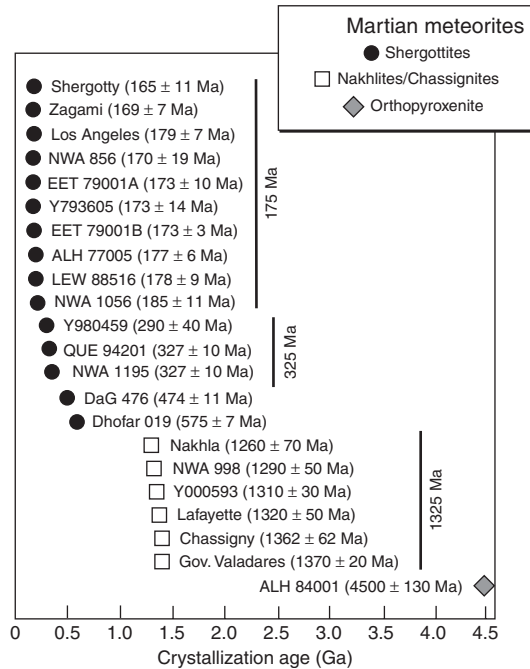 Martian meteorites
Shergottites
Nakhlites/Chassignites
Orthopyroxenite
Shergotty (165 ± 11 Ma)
Zagami (169 ± 7 Ma)
Los Angeles (179 ± 7 Ma)
NWA 856 (170 ± 19 Ma)
EET 79001A (173 ± 10 Ma)
Y793605 (173 ± 14 Ma)
EET 79001B (173 ± 3 Ma)
ALH 77005 (177 ± 6 Ma)
LEW 88516 (178 ± 9 Ma)
NWA 1056 (185 ± 11 Ma)
175 Ma
Y980459 (290 ± 40 Ma)
QUE 94201 (327 ± 10 Ma)
NWA 1195 (327 ± 10 Ma)
325 Ma
DaG 476 (474 ± 11 Ma)
Dhofar 019 (575 ± 7 Ma)
Nakhla (1260 ± 70 Ma)
NWA 998 (1290 ± 50 Ma)
Y000593 (1310 ± 30 Ma)
Lafayette (1320 ± 50 Ma)
Chassigny (1362 ± 62 Ma)
Gov. Valadares (1370 ± 20 Ma)
1325 Ma
ALH 84001 (4500 ± 130 Ma)
0 0.5 1.0 1.5 2.0 2.5 3.0 3.5 4.0 4.5
Crystallization age (Ga)